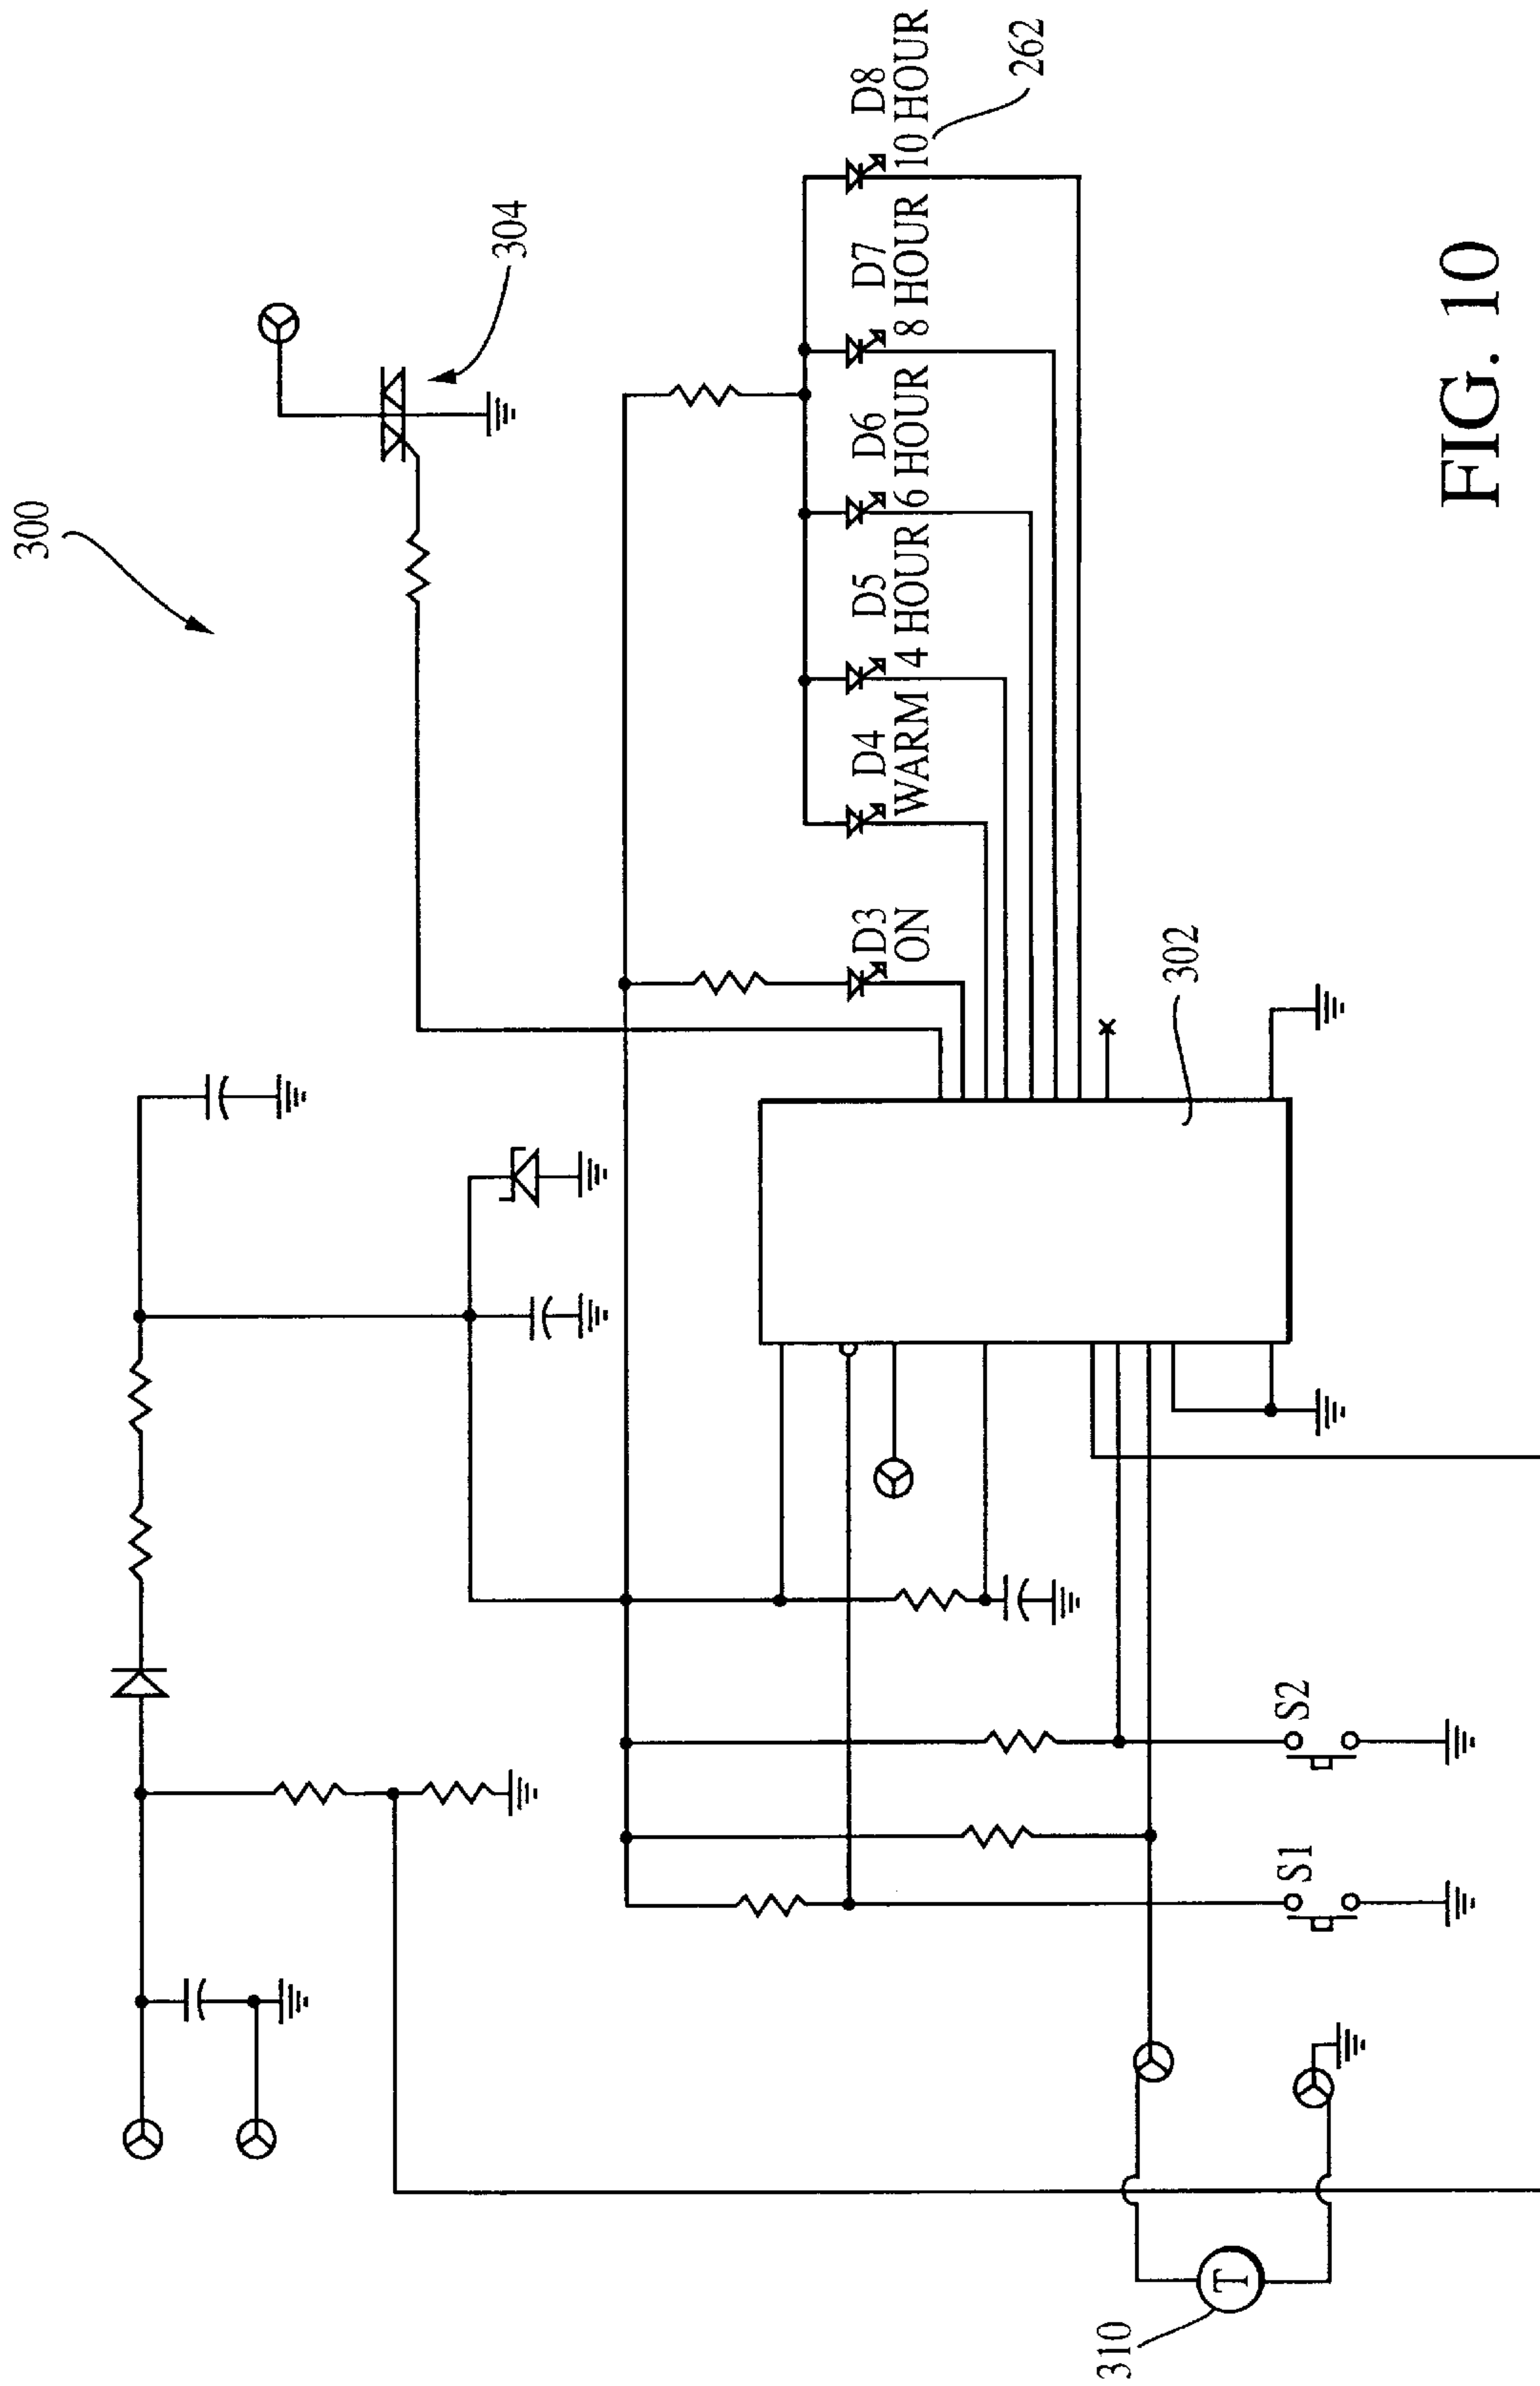 300
304
D3
ON
D4
WARM
D5
4 HOUR
D6
6 HOUR
D7
8 HOUR
D8
10 HOUR
262
302
S1
S2
T
310
FIG. 10